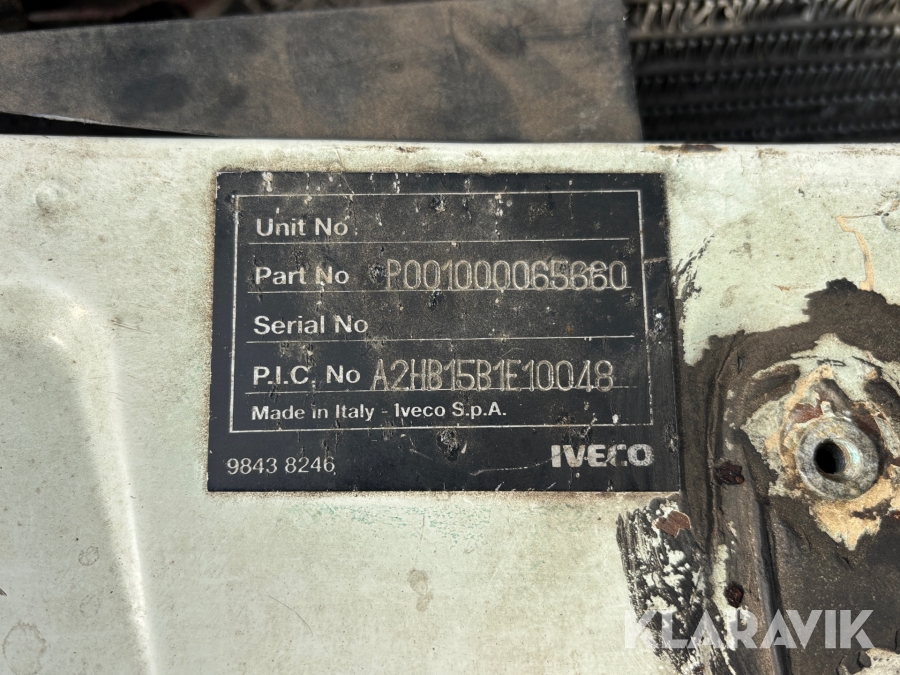 Unit No
Part No P001000065660
Serial No
P.I.C. No A2HB15B1E10048
Made in Italy - Iveco S.p.A.
9843 8246 IVECO
KLARAVIK